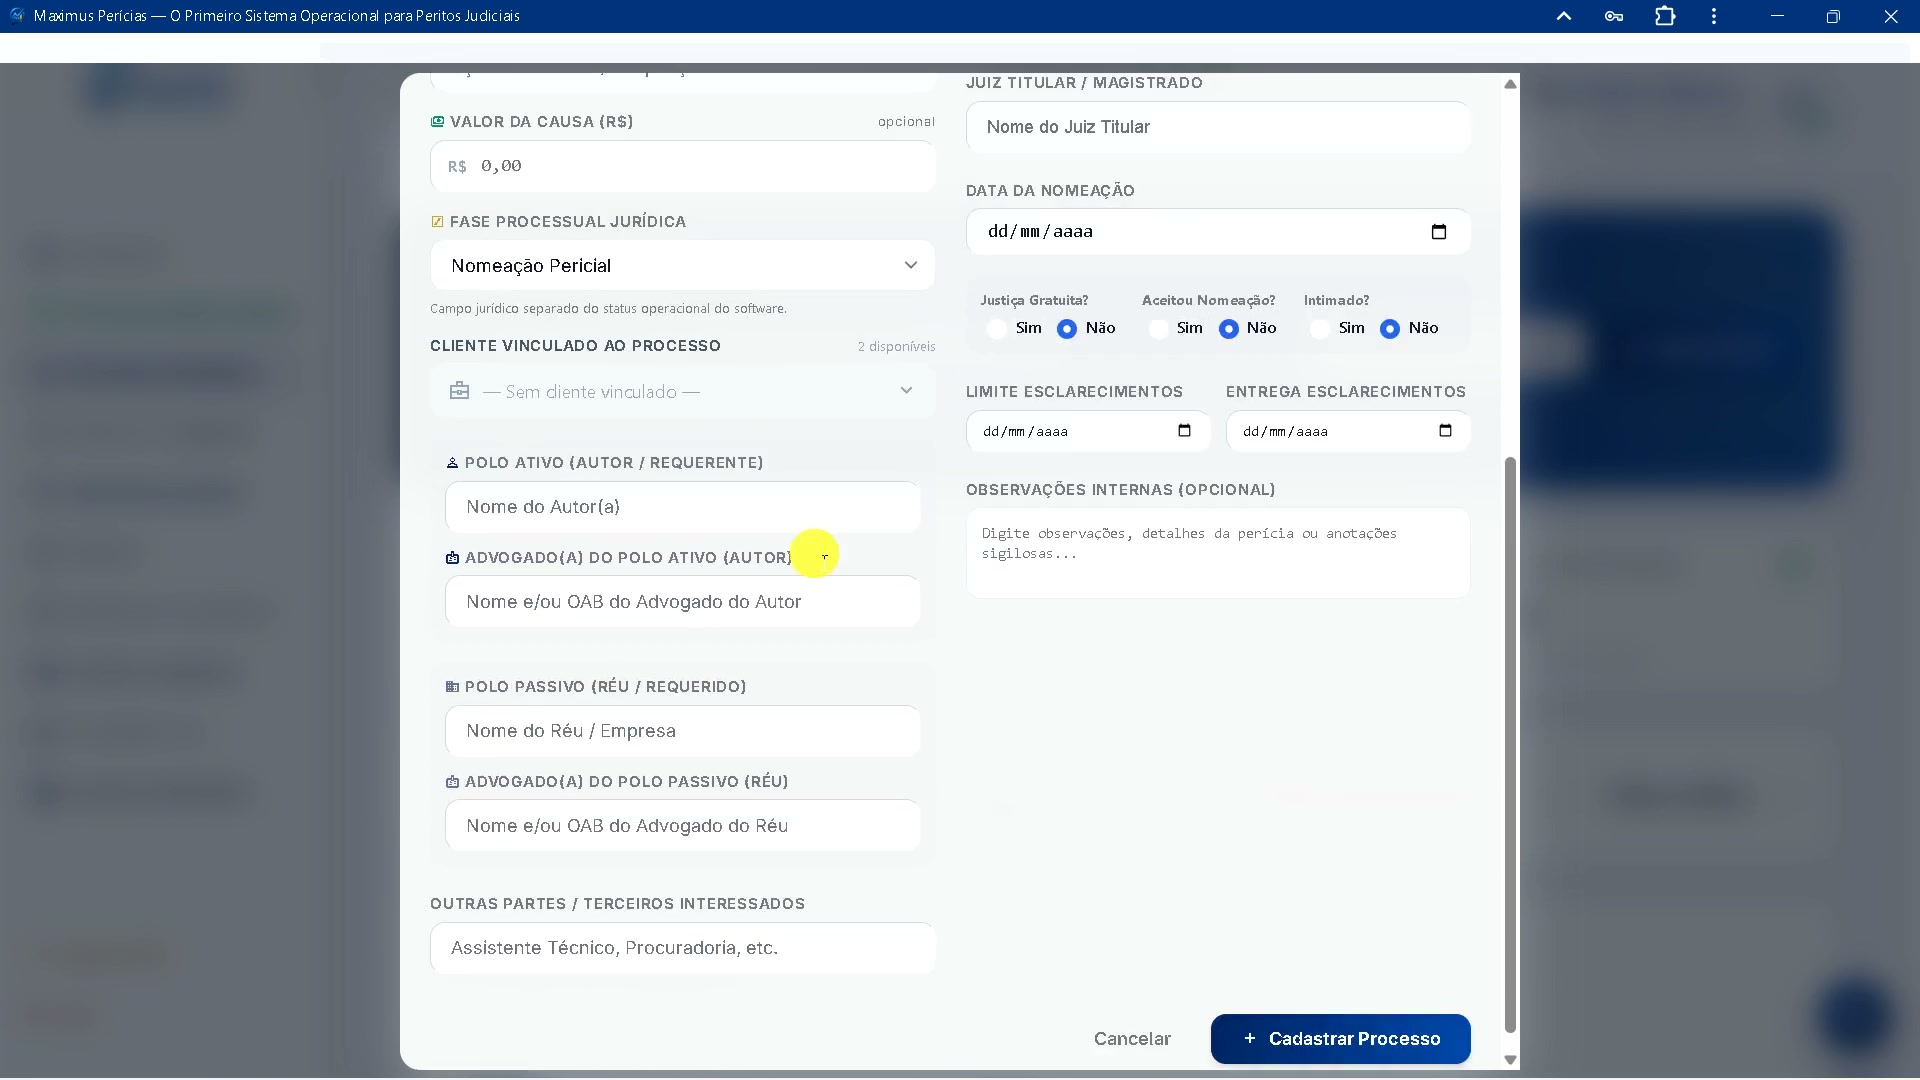 Maximus Perícias — O Primeiro Sistema Operacional para Peritos Judiciais
VALOR DA CAUSA (R$)
opcional
R$ 0,00
FASE PROCESSUAL JURÍDICA
Nomeação Pericial
Campo jurídico separado do status operacional do software.
CLIENTE VINCULADO AO PROCESSO
2 disponíveis
— Sem cliente vinculado —
POLO ATIVO (AUTOR / REQUERENTE)
Nome do Autor(a)
ADVOGADO(A) DO POLO ATIVO (AUTOR)
Nome e/ou OAB do Advogado do Autor
POLO PASSIVO (RÉU / REQUERIDO)
Nome do Réu / Empresa
ADVOGADO(A) DO POLO PASSIVO (RÉU)
Nome e/ou OAB do Advogado do Réu
OUTRAS PARTES / TERCEIROS INTERESSADOS
Assistente Técnico, Procuradoria, etc.
JUIZ TITULAR / MAGISTRADO
Nome do Juiz Titular
DATA DA NOMEAÇÃO
dd/mm/aaaa
Justiça Gratuita? Aceitou Nomeação? Intimado?
Sim Não Sim Não Sim Não
LIMITE ESCLARECIMENTOS ENTREGA ESCLARECIMENTOS
dd/mm/aaaa dd/mm/aaaa
OBSERVAÇÕES INTERNAS (OPCIONAL)
Digite observações, detalhes da perícia ou anotações
sigilosas...
Cancelar
+ Cadastrar Processo